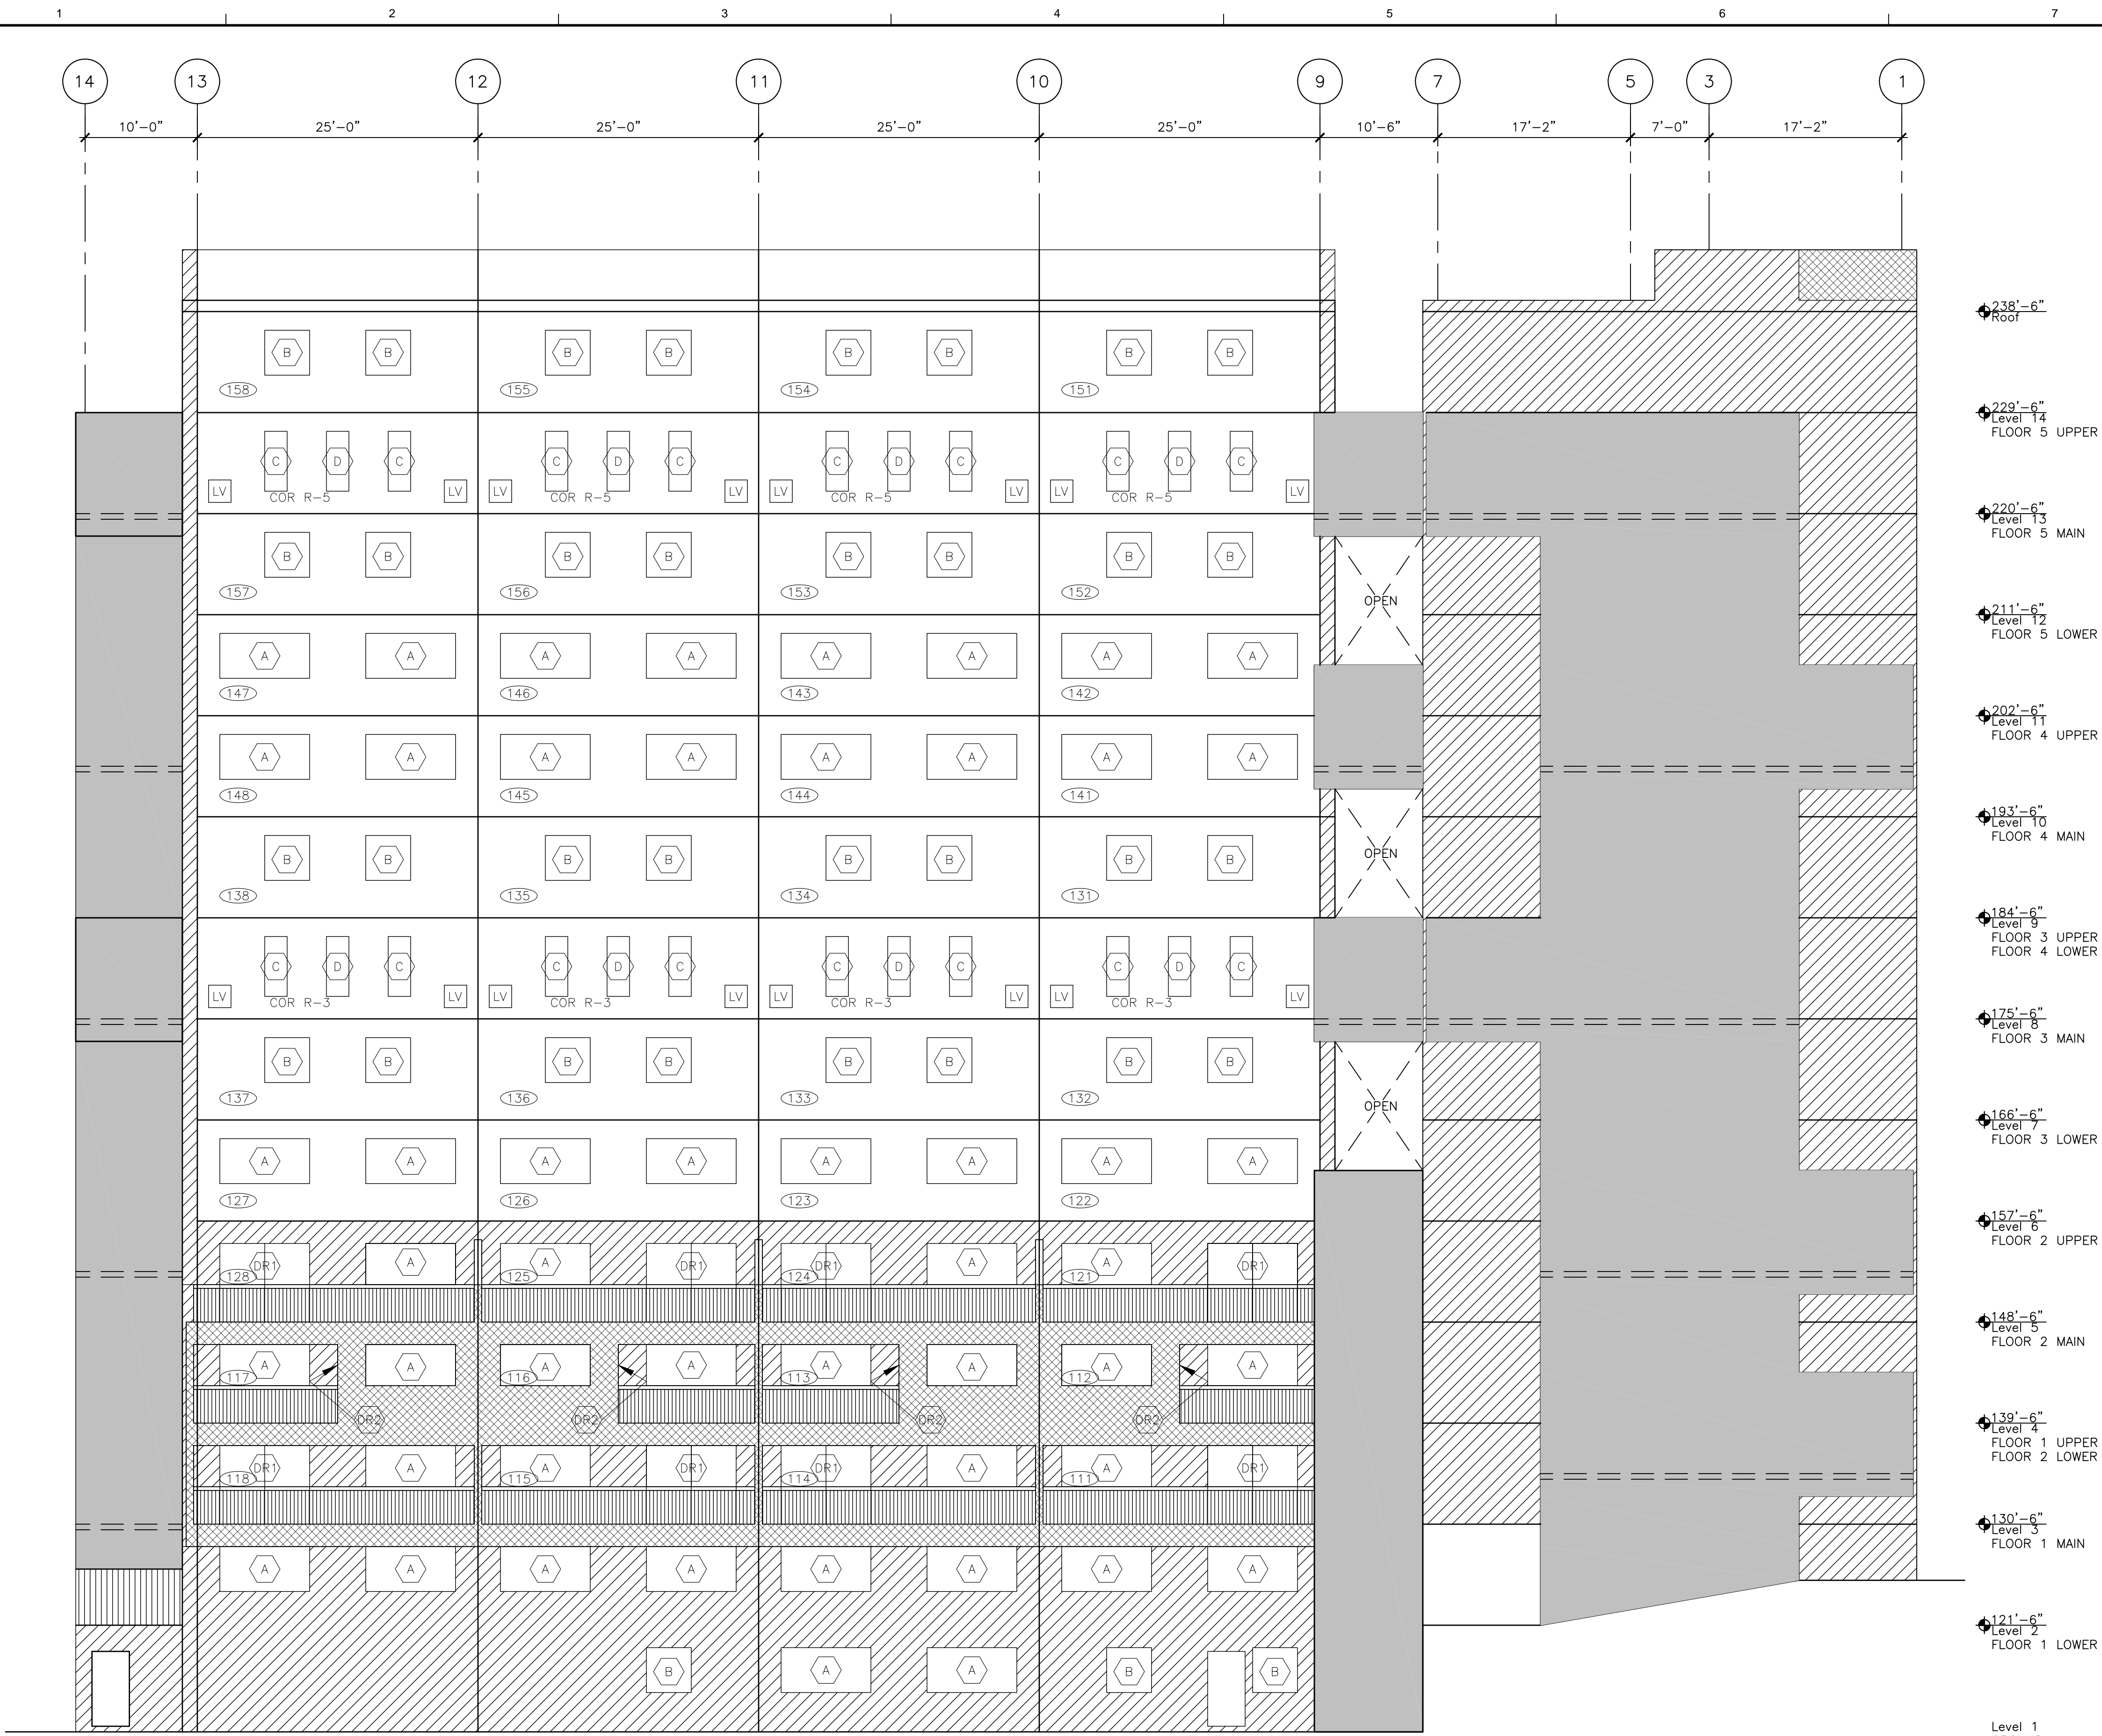 1 2 3 4 5 6 7
14 13 12 11 10 9 7 5 3 1
10'-0" 25'-0" 25'-0" 25'-0" 25'-0" 10'-6" 17'-2" 7'-0" 17'-2"
238'-6"
Roof
B B B B B B B B
158 155 154 151
229'-6"
Level 14
FLOOR 5 UPPER
C D C C D C C D C C D C
LV LV LV LV LV LV LV LV
COR R-5 COR R-5 COR R-5 COR R-5
220'-6"
Level 13
FLOOR 5 MAIN
B B B B B B B B
157 156 153 152
OPEN
211'-6"
Level 12
FLOOR 5 LOWER
A A A A A A A A
147 146 143 142
202'-6"
Level 11
FLOOR 4 UPPER
A A A A A A A A
148 145 144 141
193'-6"
Level 10
FLOOR 4 MAIN
B B B B B B B B
138 135 134 131
OPEN
184'-6"
Level 9
FLOOR 3 UPPER
FLOOR 4 LOWER
C D C C D C C D C C D C
LV LV LV LV LV LV LV LV
COR R-3 COR R-3 COR R-3 COR R-3
175'-6"
Level 8
FLOOR 3 MAIN
B B B B B B B B
137 136 133 132
OPEN
166'-6"
Level 7
FLOOR 3 LOWER
A A A A A A A A
127 126 123 122
157'-6"
Level 6
FLOOR 2 UPPER
DR1 A A DR1 DR1 A A DR1
128 125 124 121
148'-6"
Level 5
FLOOR 2 MAIN
A A A A A A A A
117 116 113 112
DR2 DR2 DR2 DR2
139'-6"
Level 4
FLOOR 1 UPPER
FLOOR 2 LOWER
DR1 A A DR1 DR1 A A DR1
118 115 114 111
130'-6"
Level 3
FLOOR 1 MAIN
A A A A A A A A
121'-6"
Level 2
FLOOR 1 LOWER
B A A B B
Level 1